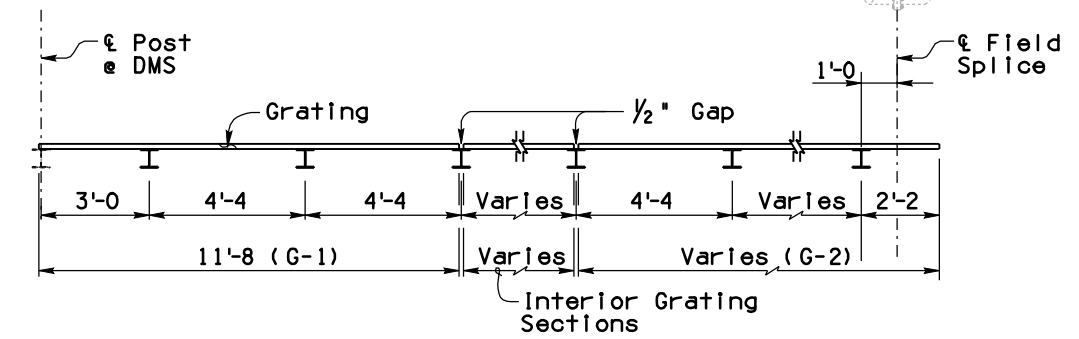 ℄ Post
@ DMS
℄ Field
Splice
1'-0
Grating
1/2" Gap
3'-0
4'-4
4'-4
Varies
4'-4
Varies
2'-2
11'-8 (G-1)
Varies
Varies (G-2)
Interior Grating
Sections